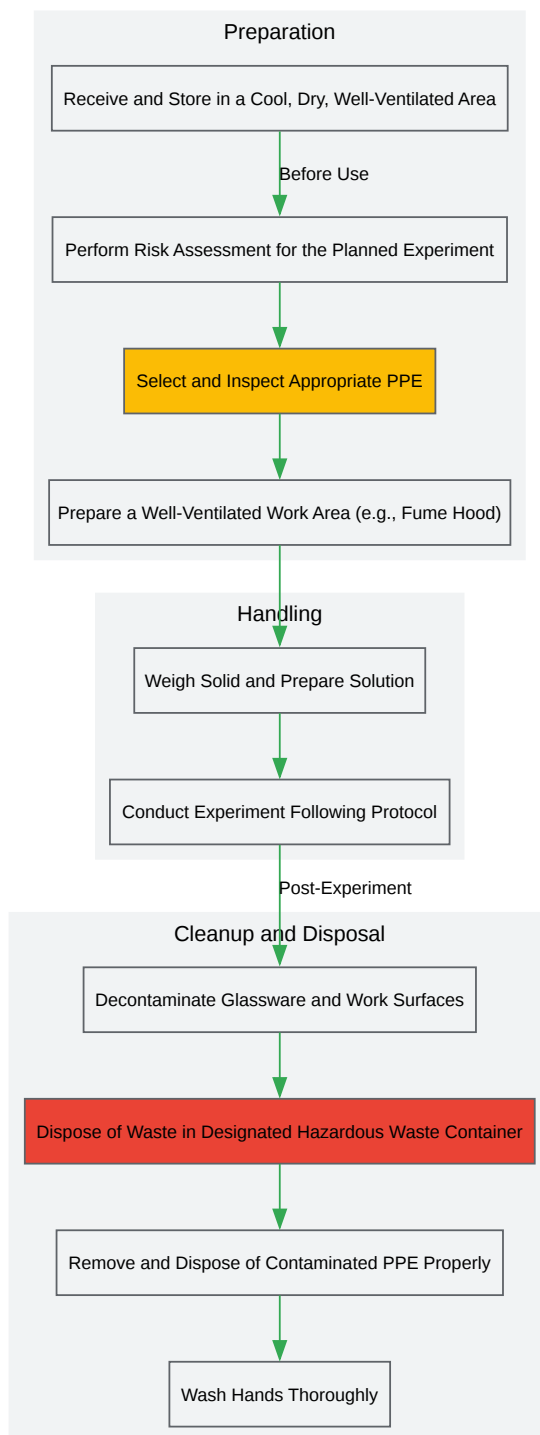 Preparation
Receive and Store in a Cool, Dry, Well-Ventilated Area
Before Use
Perform Risk Assessment for the Planned Experiment
Select and Inspect Appropriate PPE
Prepare a Well-Ventilated Work Area (e.g., Fume Hood)
Handling
Weigh Solid and Prepare Solution
Conduct Experiment Following Protocol
Post-Experiment
Cleanup and Disposal
Decontaminate Glassware and Work Surfaces
Dispose of Waste in Designated Hazardous Waste Container
Remove and Dispose of Contaminated PPE Properly
Wash Hands Thoroughly